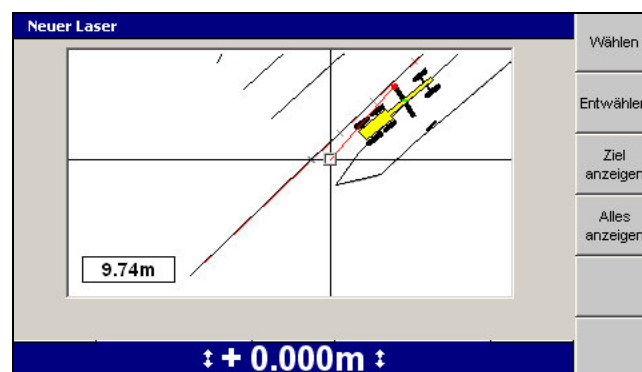 Neuer Laser
Wählen
Entwählen
Ziel
anzeigen
Alles
anzeigen
9.74m
+ 0.000m